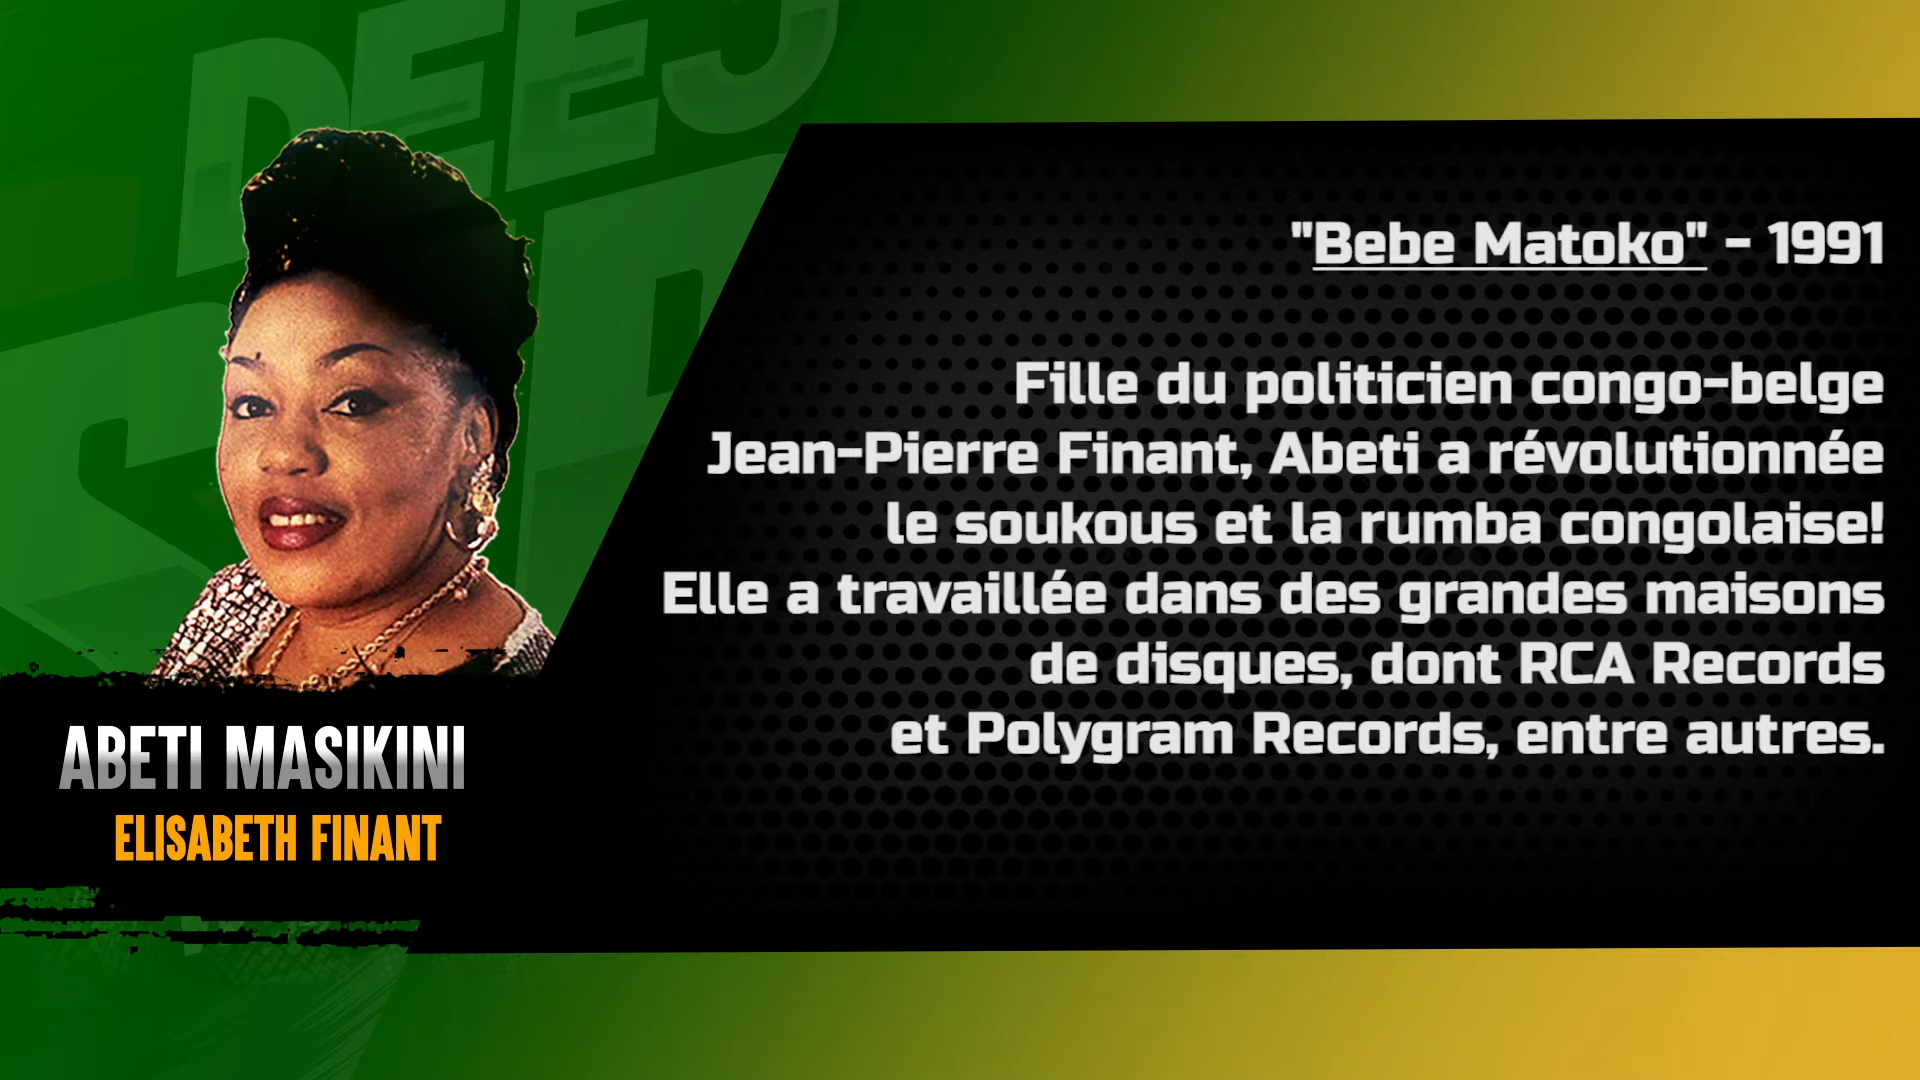 DEEJ
"Bebe Matoko" - 1991
Fille du politicien congo-belge
Jean-Pierre Finant, Abeti a révolutionnée
le soukous et la rumba congolaise!
Elle a travaillée dans des grandes maisons
de disques, dont RCA Records
et Polygram Records, entre autres.
ABETI MASIKINI
ELISABETH FINANT